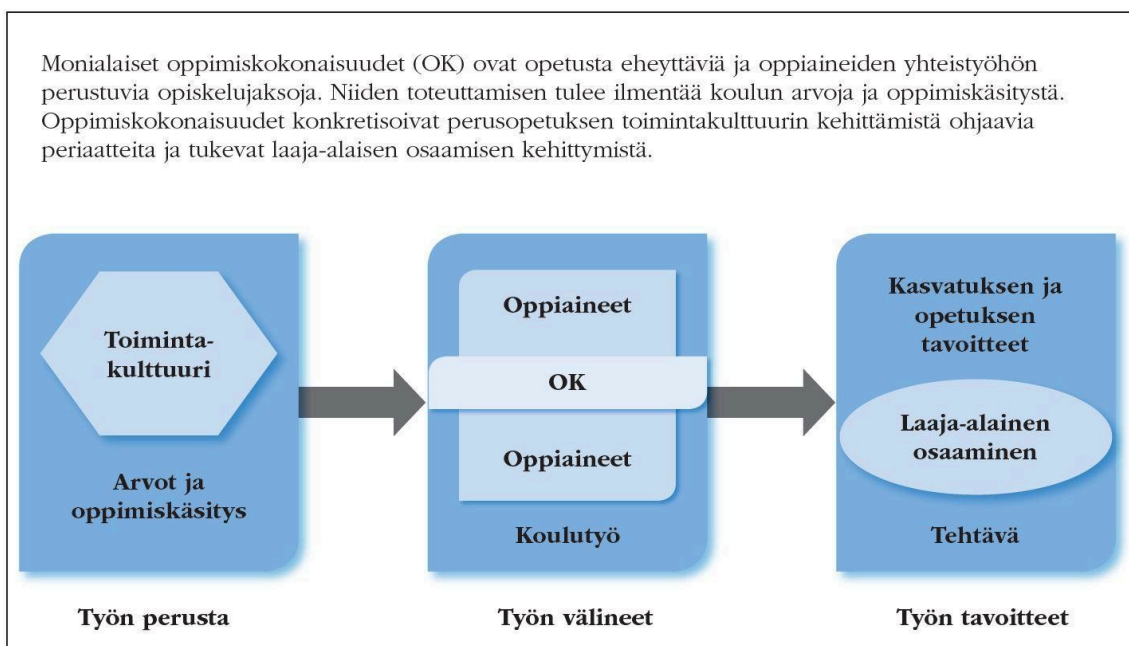 Monialaiset oppimiskokonaisuudet (OK) ovat opetusta eheyttäviä ja oppiaineiden yhteistyöhön
perustuvia opiskelujaksoja. Niiden toteuttamisen tulee ilmentää koulun arvoja ja oppimiskäsitystä.
Oppimiskokonaisuudet konkretisoivat perusopetuksen toimintakulttuurin kehittämistä ohjaavia
periaatteita ja tukevat laaja-alaisen osaamisen kehittymistä.
Toiminta-
kulttuuri
Arvot ja
oppimiskäsitys
Työn perusta
Oppiaineet
OK
Oppiaineet
Koulutyö
Työn välineet
Kasvatuksen ja
opetuksen
tavoitteet
Laaja-alainen
osaaminen
Tehtävä
Työn tavoitteet